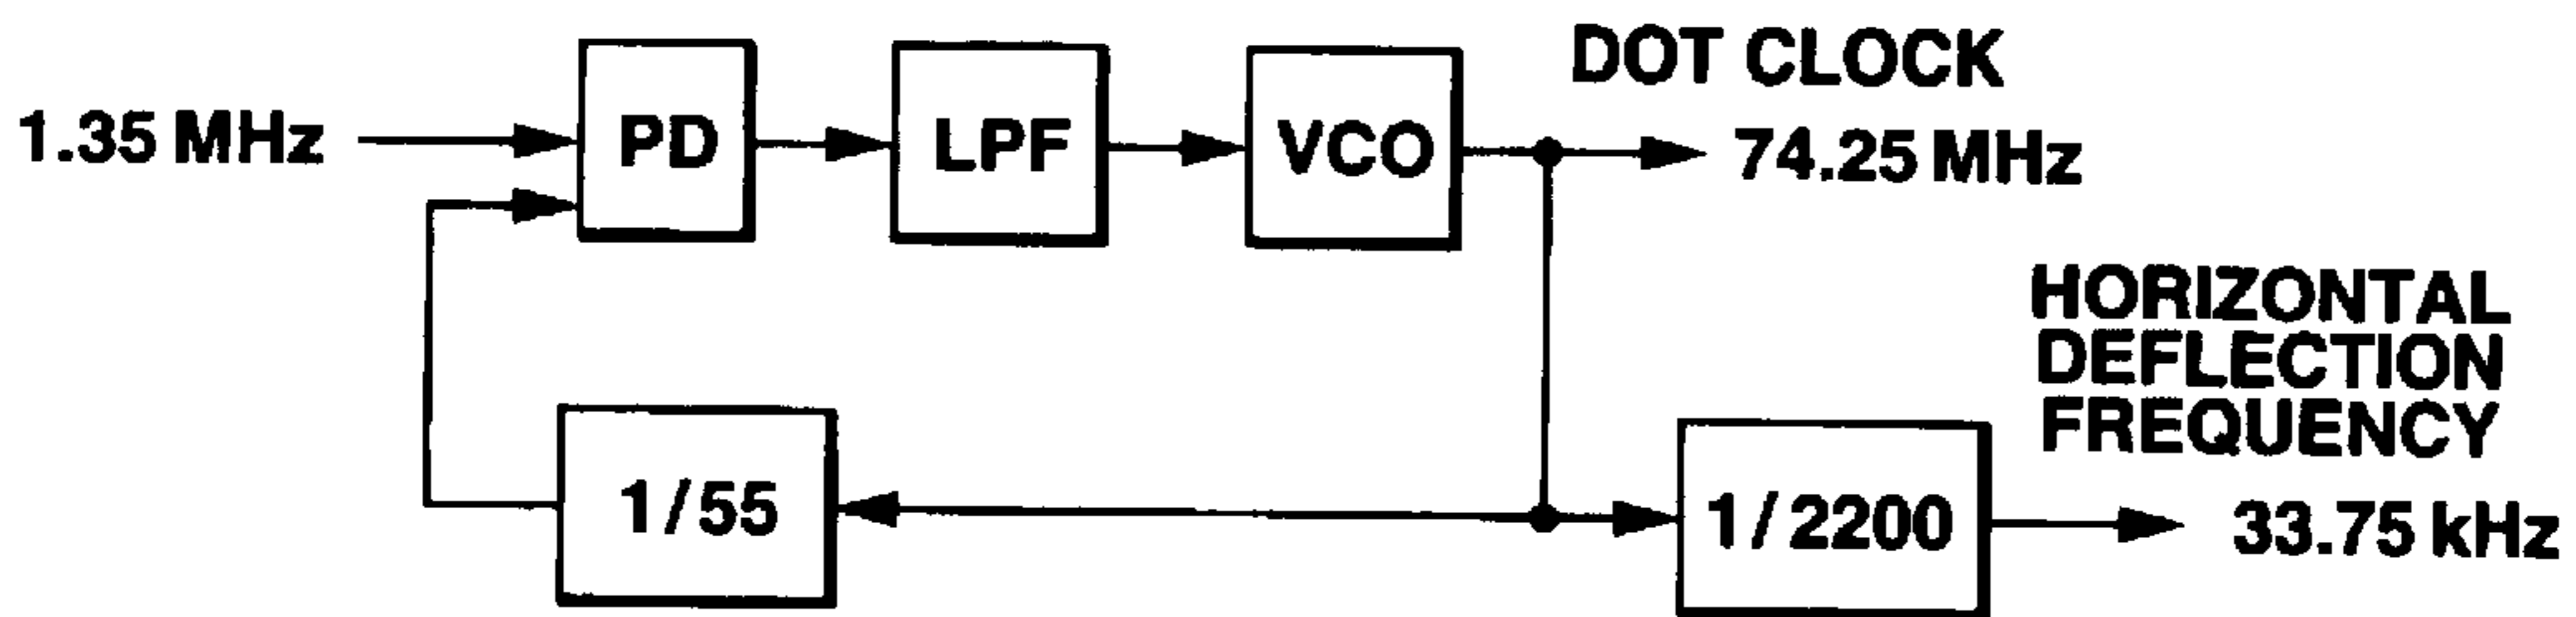 1.35 MHz
PD
LPF
VCO
DOT CLOCK
74.25 MHz
HORIZONTAL
DEFLECTION
FREQUENCY
1/55
1/2200
33.75 kHz